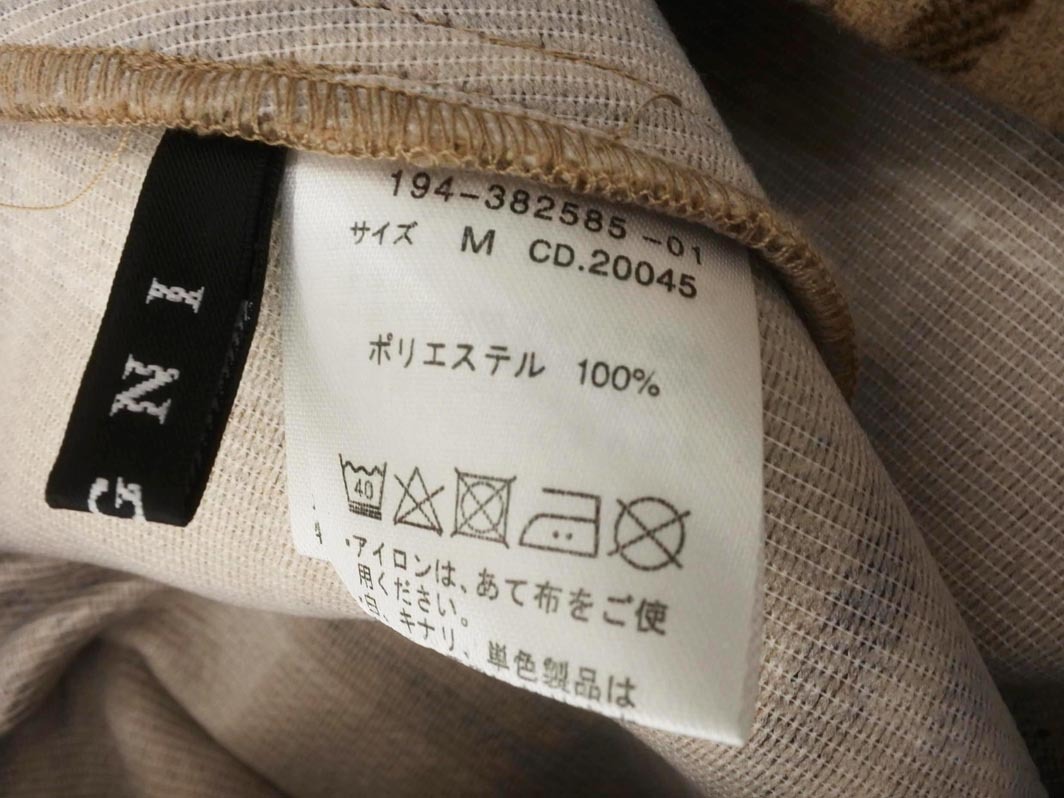 194-382585-01
サイズ M CD.20045
ポリエステル 100%
40
・アイロンは、あて布をご使
用ください。
・白、キナリ、単色製品は
G N I